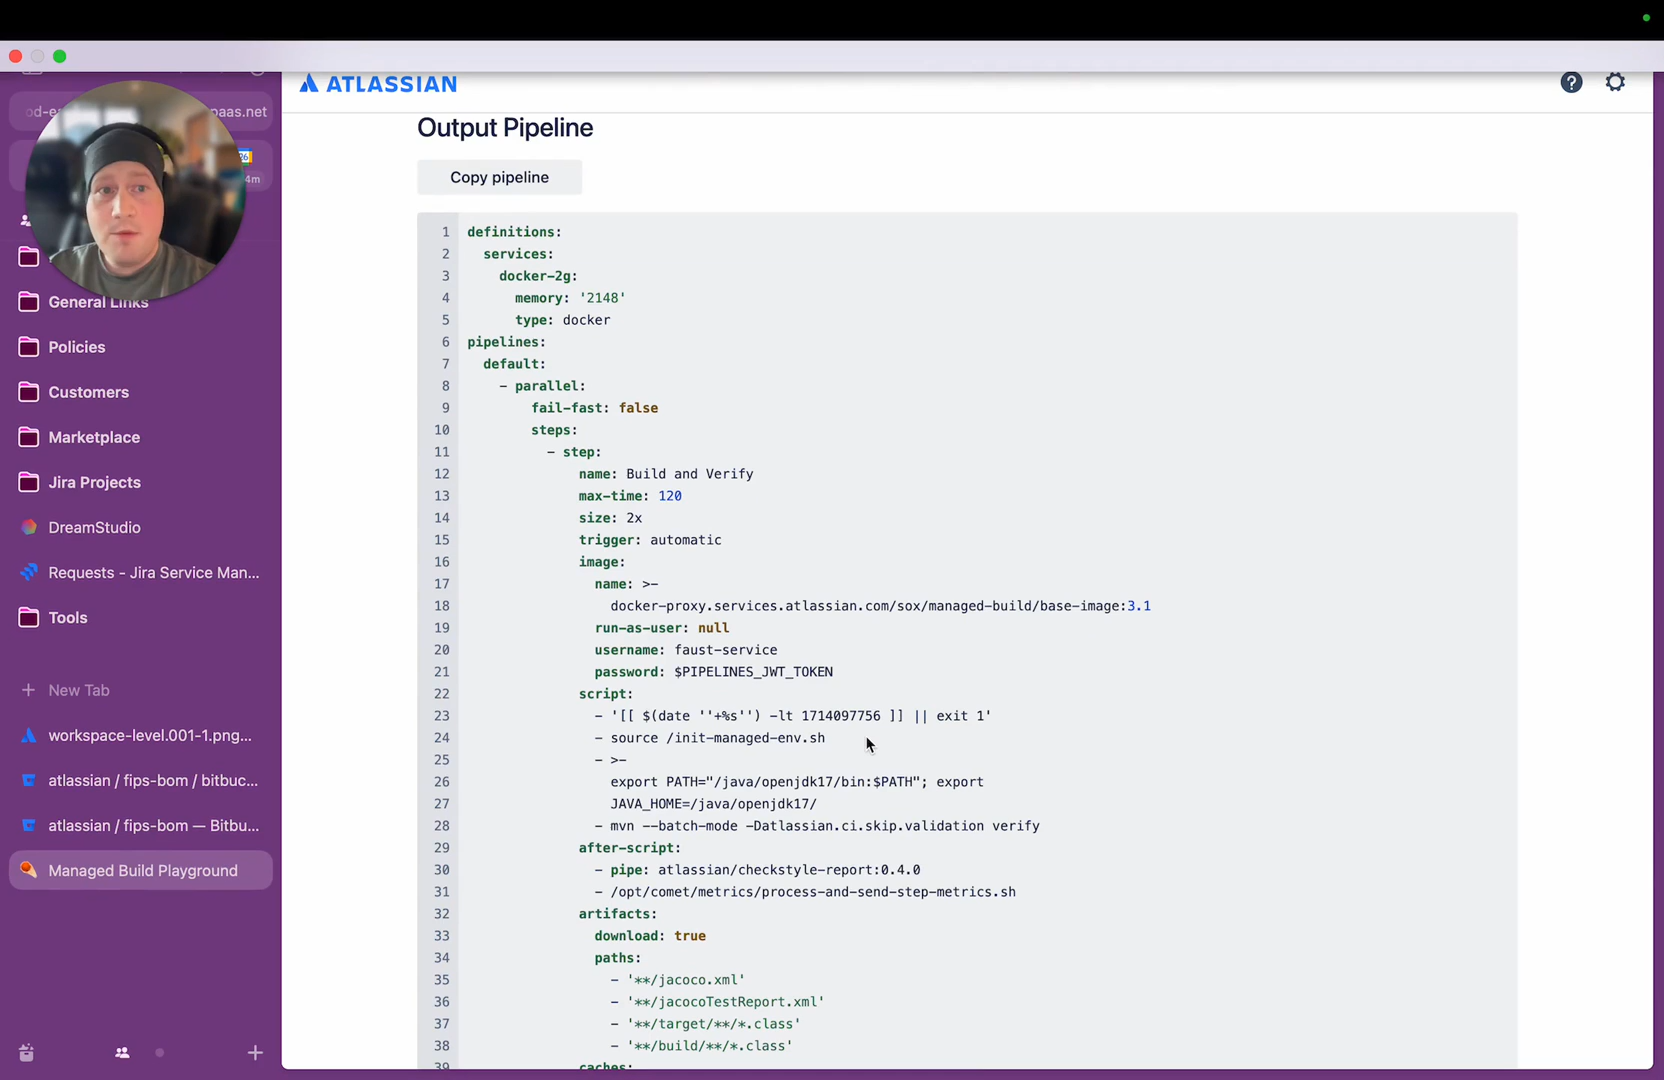 od-e
paas.net
26
4m
General Links
Policies
Customers
Marketplace
Jira Projects
DreamStudio
Requests - Jira Service Man...
Tools
New Tab
workspace-level.001-1.png...
atlassian / fips-bom / bitbuc...
atlassian / fips-bom — Bitbu...
Managed Build Playground
ATLASSIAN
Output Pipeline
Copy pipeline
1 definitions:
2 services:
3 docker-2g:
4 memory: '2148'
5 type: docker
6 pipelines:
7 default:
8 - parallel:
9 fail-fast: false
10 steps:
11 - step:
12 name: Build and Verify
13 max-time: 120
14 size: 2x
15 trigger: automatic
16 image:
17 name: >-
18 docker-proxy.services.atlassian.com/sox/managed-build/base-image:3.1
19 run-as-user: null
20 username: faust-service
21 password: $PIPELINES_JWT_TOKEN
22 script:
23 - '[[ $(date ''+%s'') -lt 1714097756 ]] || exit 1'
24 - source /init-managed-env.sh
25 - >-
26 export PATH="/java/openjdk17/bin:$PATH"; export
27 JAVA_HOME=/java/openjdk17/
28 - mvn --batch-mode -Datlassian.ci.skip.validation verify
29 after-script:
30 - pipe: atlassian/checkstyle-report:0.4.0
31 - /opt/comet/metrics/process-and-send-step-metrics.sh
32 artifacts:
33 download: true
34 paths:
35 - '**/jacoco.xml'
36 - '**/jacocoTestReport.xml'
37 - '**/target/**/*.class'
38 - '**/build/**/*.class'
39 caches: